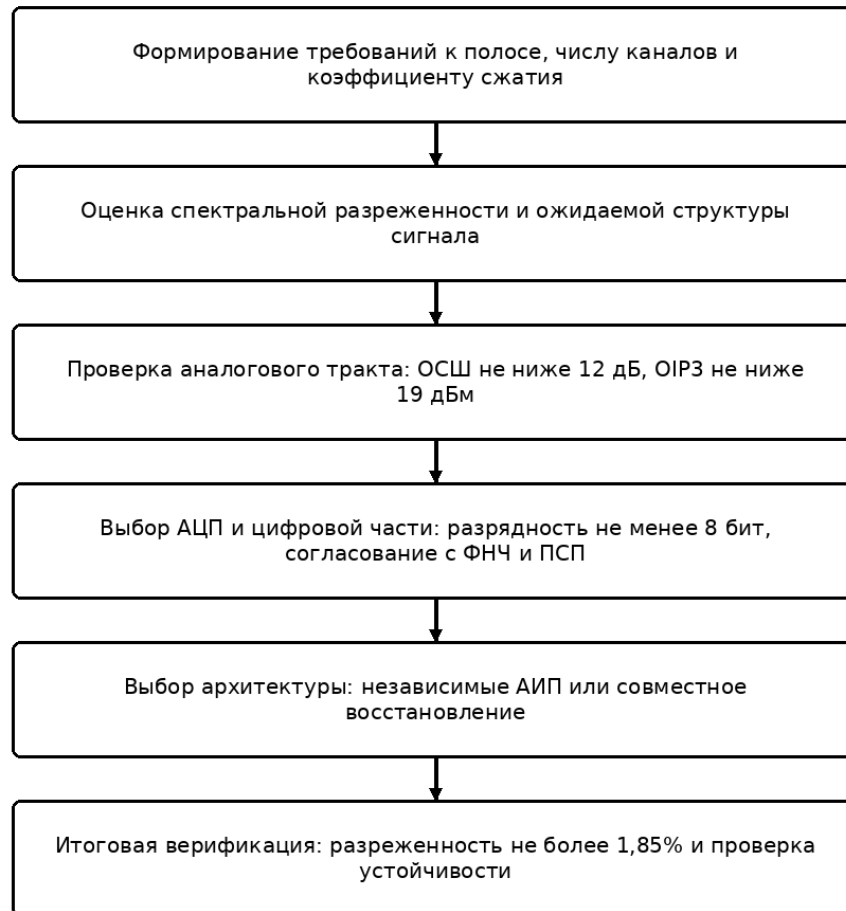 Формирование требований к полосе, числу каналов и
коэффициенту сжатия
Оценка спектральной разреженности и ожидаемой структуры
сигнала
Проверка аналогового тракта: ОСШ не ниже 12 дБ, OIP3 не ниже
19 дБм
Выбор АЦП и цифровой части: разрядность не менее 8 бит,
согласование с ФНЧ и ПСП
Выбор архитектуры: независимые АИП или совместное
восстановление
Итоговая верификация: разреженность не более 1,85% и проверка
устойчивости